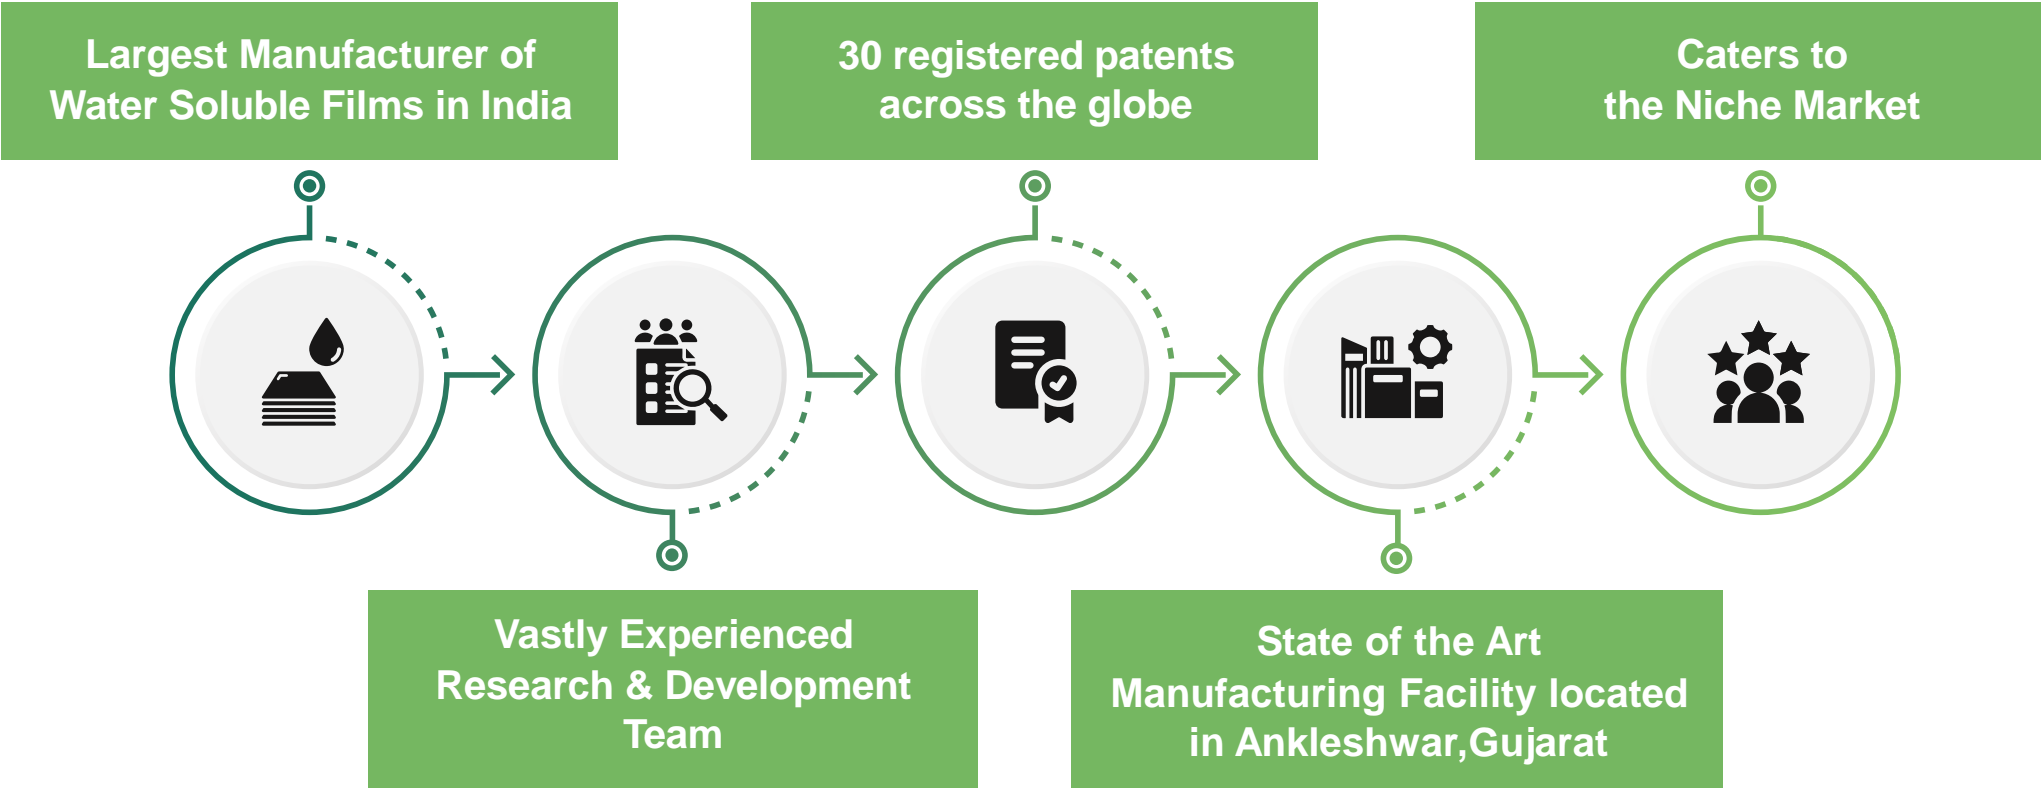 Largest Manufacturer of
Water Soluble Films in India
30 registered patents
across the globe
Caters to
the Niche Market
Vastly Experienced
Research & Development
Team
State of the Art
Manufacturing Facility located
in Ankleshwar,Gujarat